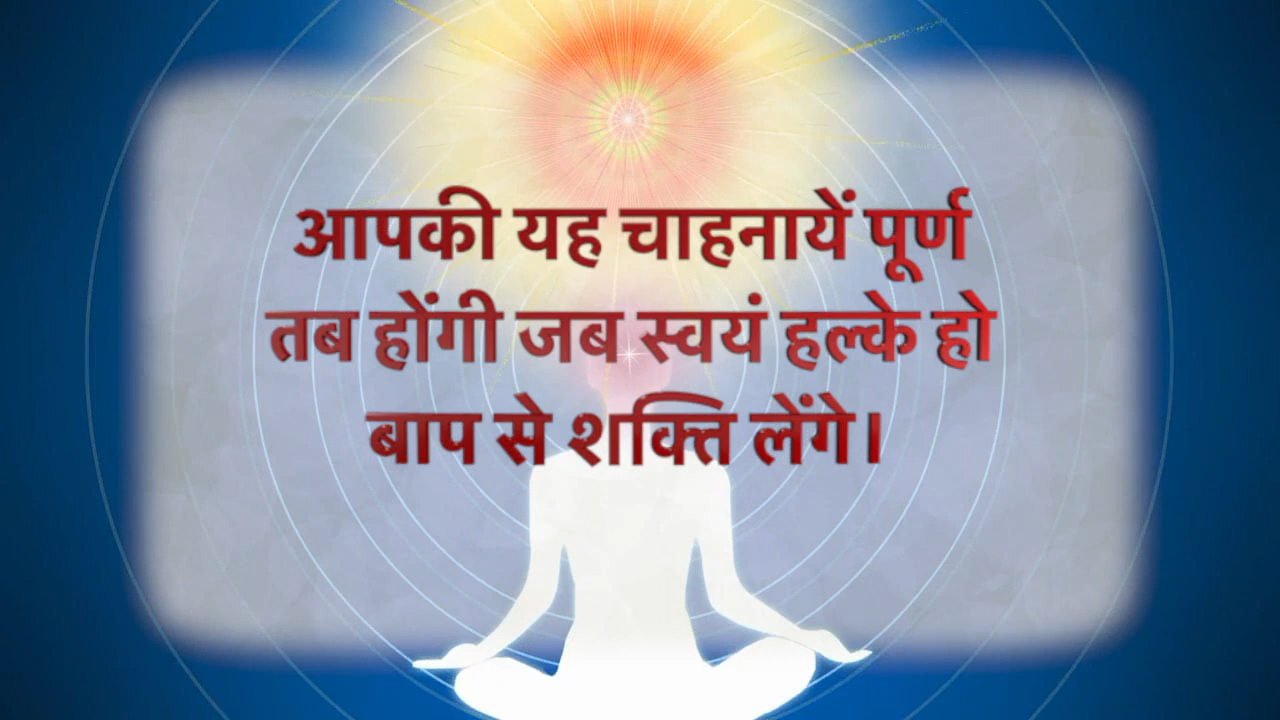 आपकी यह चाहनायें पूर्ण
तब होंगी जब स्वयं हल्के हो
बाप से शक्ति लेंगे।